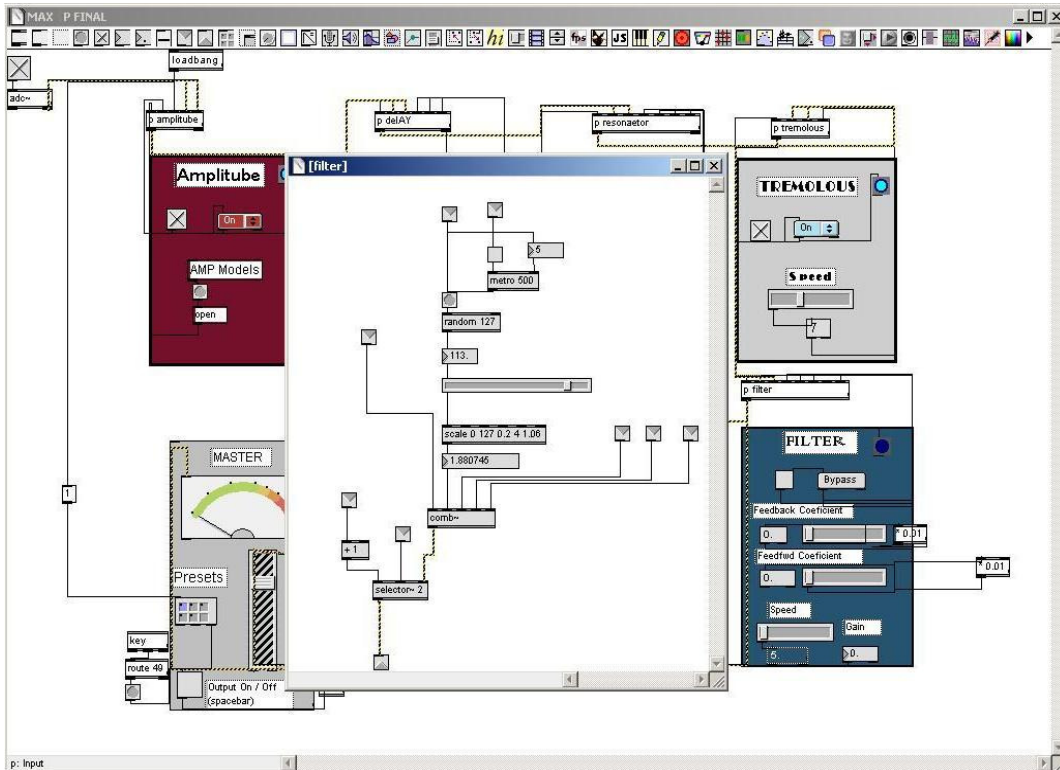 MAX P FINAL
hi
fps
JS
loadbang
adc~
p amplitube
p delAY
p resonaetor
p tremolous
Amplitube
On
AMP Models
open
[filter]
5
metro 500
random 127
113.
scale 0 127 0.2 4 1.06
1.880745
comb~
+ 1
selector~ 2
TREMOLOUS
On
Speed
7
p filter
FILTER
Bypass
Feedback Coeficient
0.
* 0.01
Feedfwd Coeficient
0.
* 0.01
Speed
Gain
5.
0.
MASTER
1
Presets
key
route 49
Output On / Off
(spacebar)
p: Input